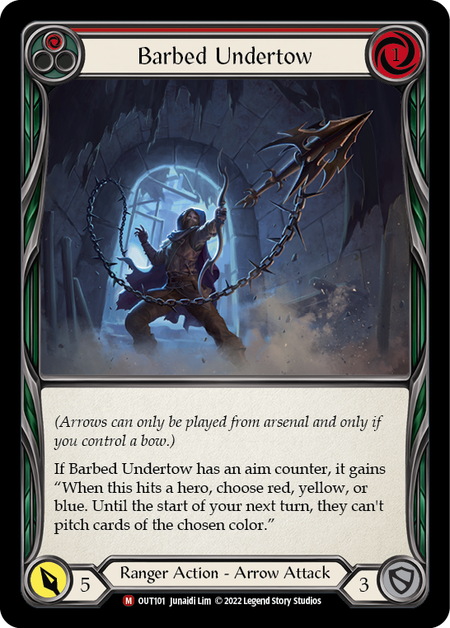 Barbed Undertow
1
(Arrows can only be played from arsenal and only if
you control a bow.)
If Barbed Undertow has an aim counter, it gains
“When this hits a hero, choose red, yellow, or
blue. Until the start of your next turn, they can't
pitch cards of the chosen color.”
5
Ranger Action - Arrow Attack
3
M OUT101 Junaidi Lim © 2022 Legend Story Studios